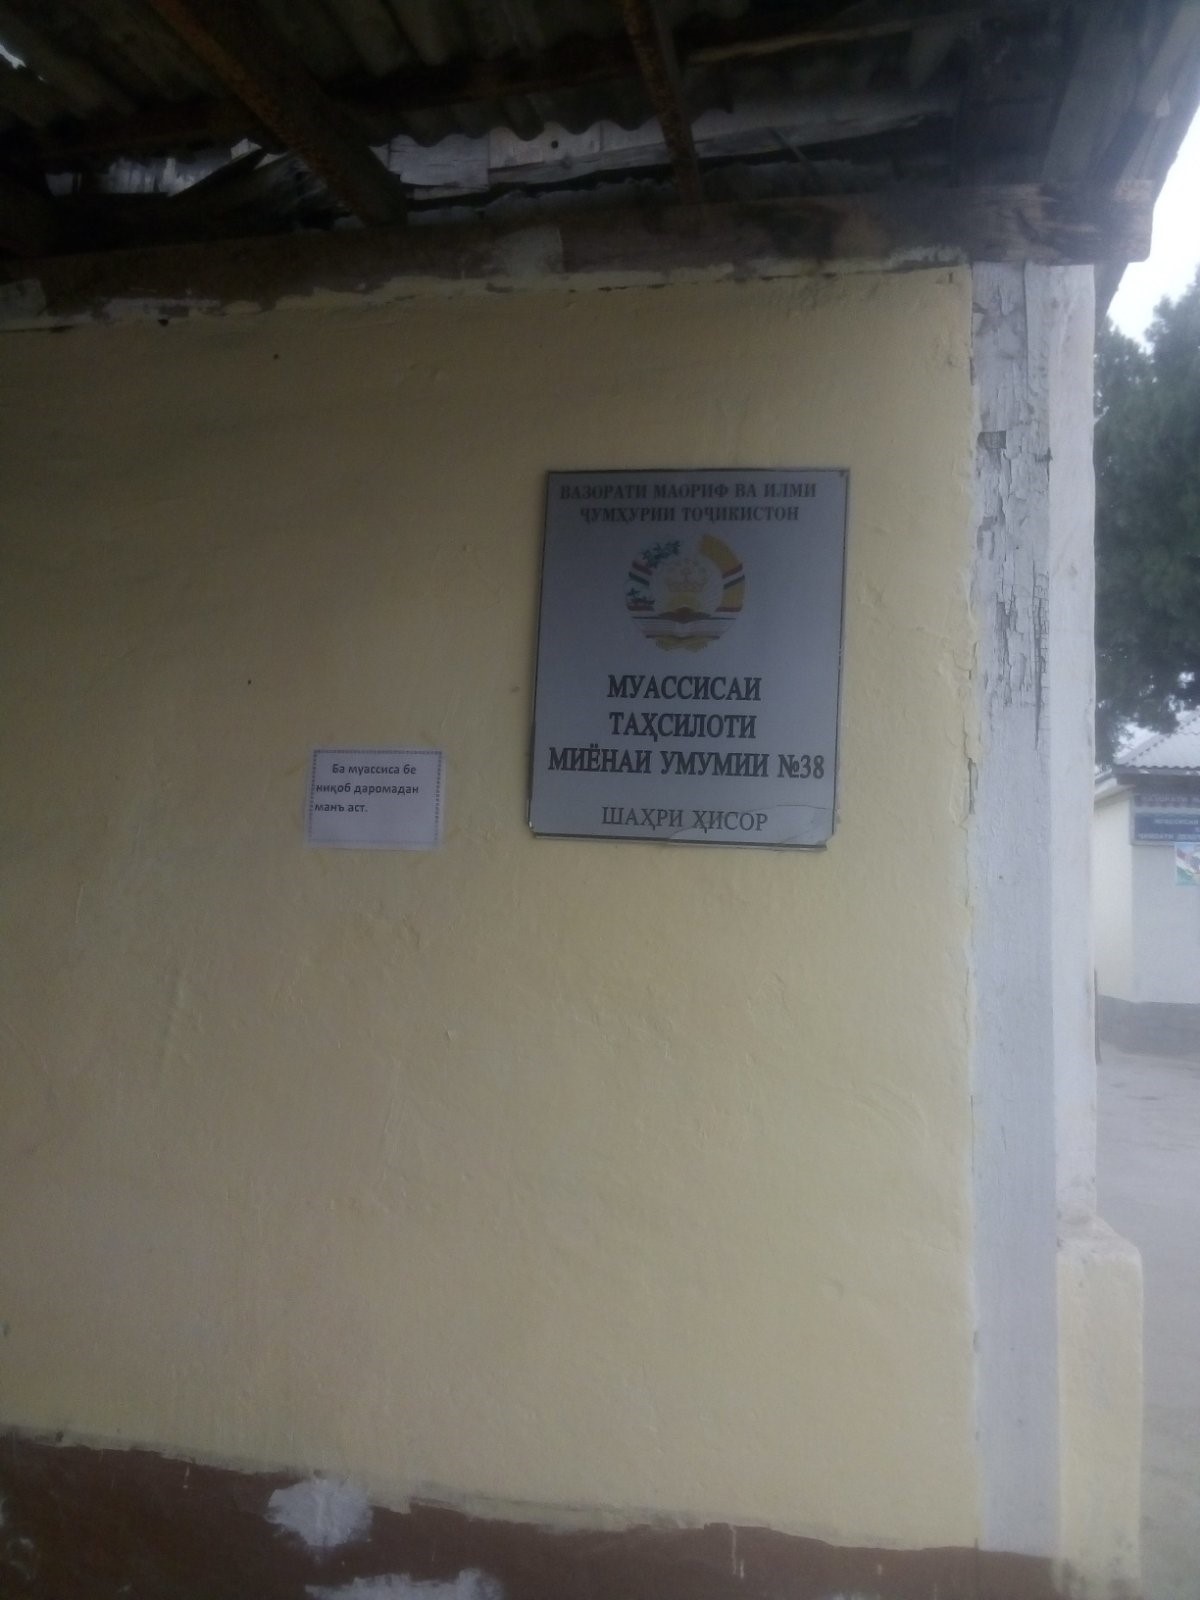 ВАЗОРАТИ МАОРИФ ВА ИЛМИ
ҶУМҲУРИИ ТОҶИКИСТОН
МУАССИСАИ
ТАҲСИЛОТИ
МИЁНАИ УМУМИИ №38
ШАҲРИ ҲИСОР
Ба муассиса бе
ниқоб даромадан
манъ аст.